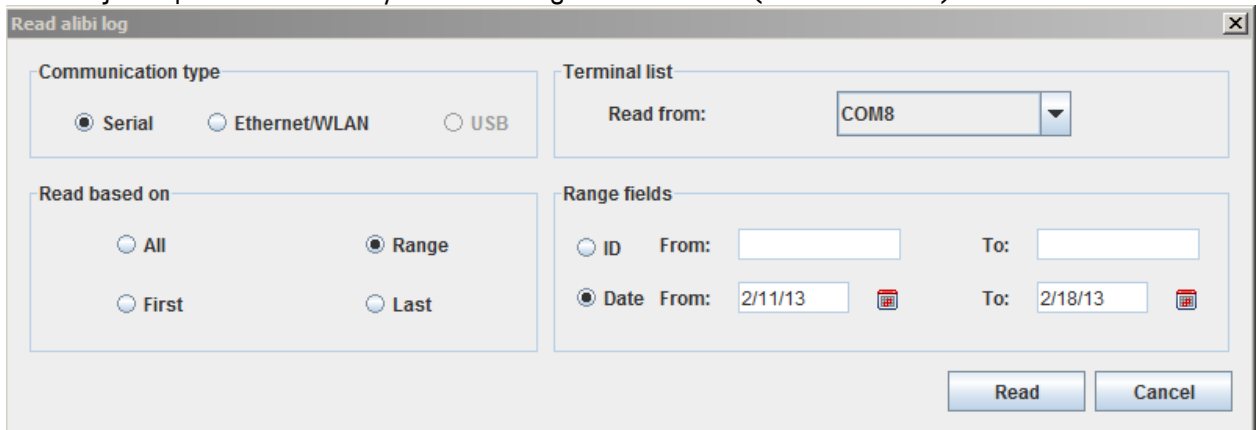 Read alibi log
Communication type
Serial Ethernet/WLAN USB
Terminal list
Read from: COM8
Read based on
All Range
First Last
Range fields
ID From: To:
Date From: 2/11/13 To: 2/18/13
Read Cancel